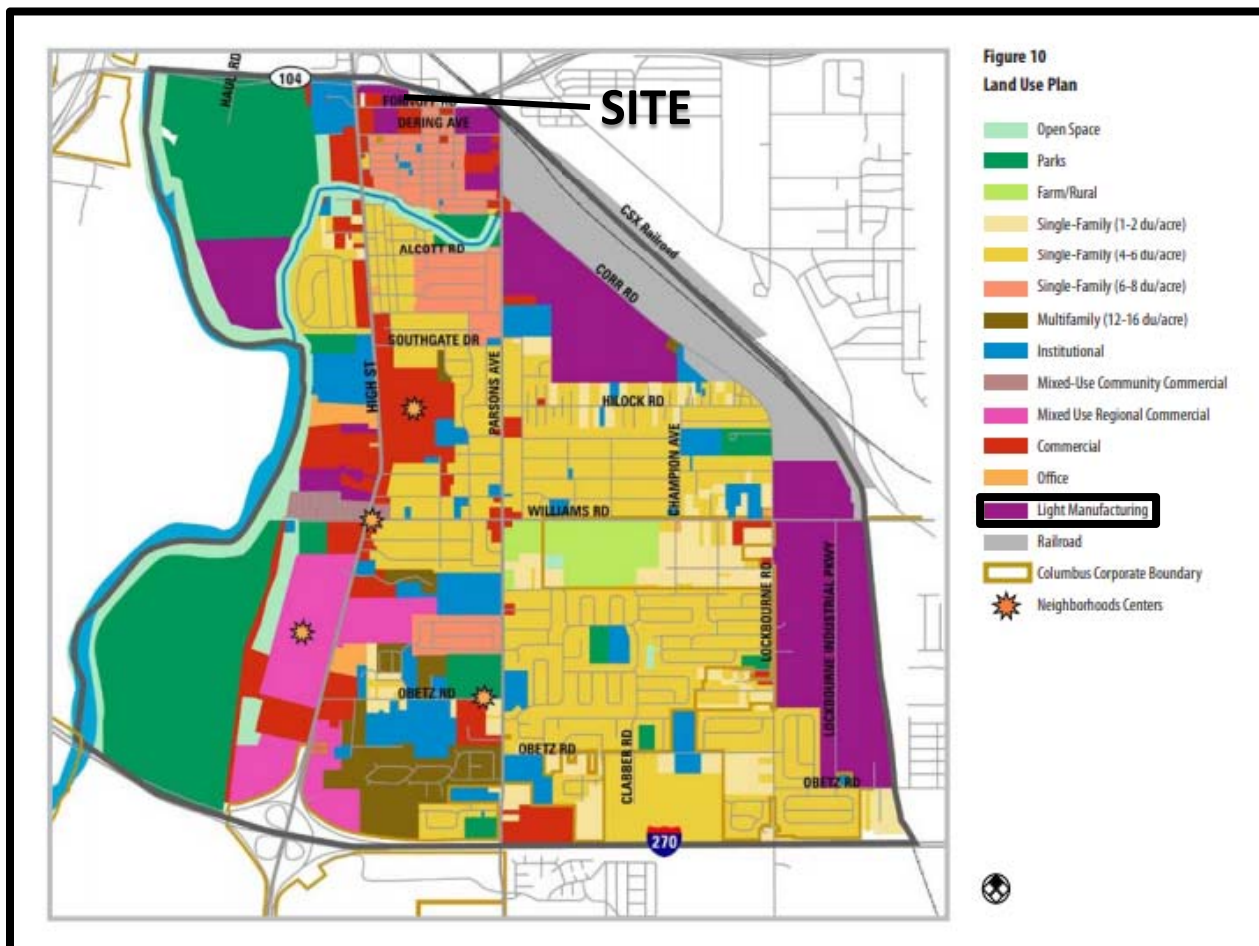 HAUL RD
104
FORNOFF RD
SITE
DERING AVE
CSX Railroad
ALCOTT RD
CORR RD
SOUTHGATE DR
HIGH ST
PARSONS AVE
HILOCK RD
CHAMPION AVE
WILLIAMS RD
LOCKBOURNE RD
LOCKBOURNE INDUSTRIAL PKWY
OBETZ RD
OBETZ RD
CLABBER RD
OBETZ RD
270
Figure 10
Land Use Plan
Open Space
Parks
Farm/Rural
Single-Family (1-2 du/acre)
Single-Family (4-6 du/acre)
Single-Family (6-8 du/acre)
Multifamily (12-16 du/acre)
Institutional
Mixed-Use Community Commercial
Mixed Use Regional Commercial
Commercial
Office
Light Manufacturing
Railroad
Columbus Corporate Boundary
Neighborhoods Centers